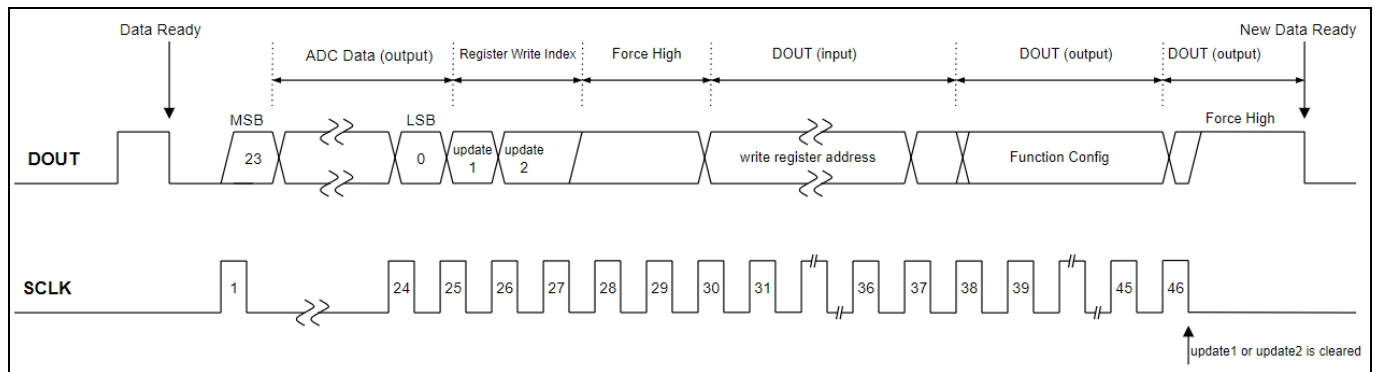 Data Ready
New Data Ready
ADC Data (output)
Register Write Index
Force High
DOUT (input)
DOUT (output)
DOUT (output)
MSB
LSB
Force High
DOUT
23
0
update
1
update
2
write register address
Function Config
SCLK
1
24
25
26
27
28
29
30
31
36
37
38
39
45
46
update1 or update2 is cleared